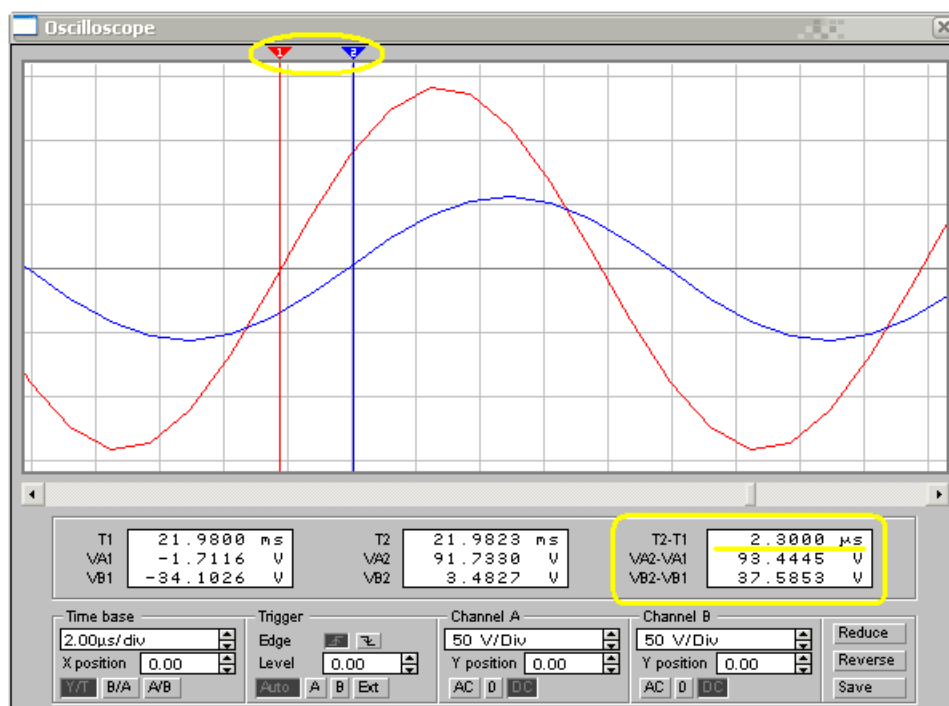 Oscilloscope
1 2
T1 21.9800 ms T2 21.9823 ms T2-T1 2.3000 µs
VA1 -1.7116 V VA2 91.7330 V VA2-VA1 93.4445 V
VB1 -34.1026 V VB2 3.4827 V VB2-VB1 37.5853 V
Time base Trigger Channel A Channel B
2.00µs/div Edge 50 V/Div 50 V/Div Reduce
X position 0.00 Level 0.00 Y position 0.00 Y position 0.00 Reverse
Y/T B/A A/B Auto A B Ext AC 0 DC AC 0 DC Save